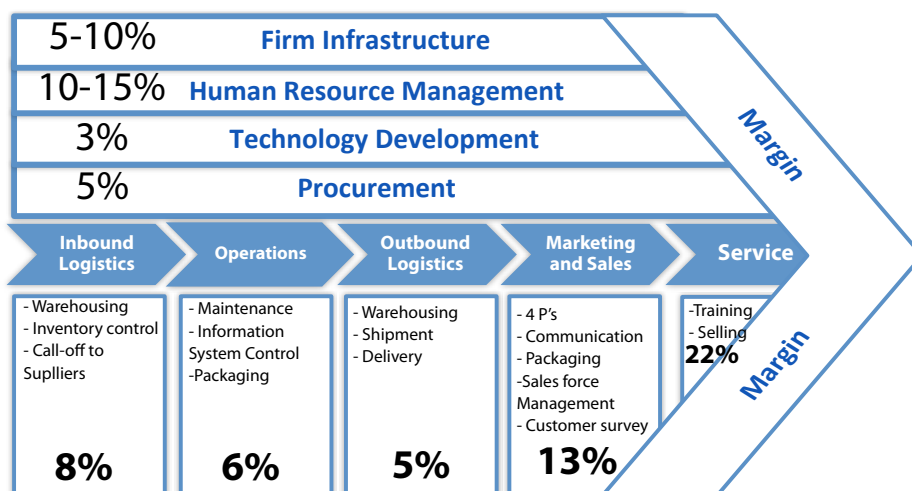 5-10% Firm Infrastructure
10-15% Human Resource Management
3% Technology Development
5% Procurement
Margin
Inbound
Logistics
Operations
Outbound
Logistics
Marketing
and Sales
Service
- Warehousing
- Inventory control
- Call-off to
Suplliers
8%
- Maintenance
- Information
System Control
-Packaging
6%
- Warehousing
- Shipment
- Delivery
5%
- 4 P's
- Communication
- Packaging
-Sales force
Management
- Customer survey
13%
-Training
- Selling
22%
Margin